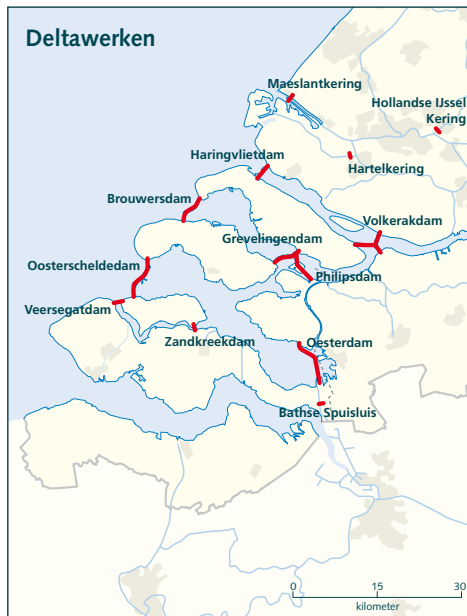 Deltawerken
Maeslantkering
Hollandse IJssel
Kering
Hartelkering
Haringvlietdam
Brouwersdam
Volkerakdam
Grevelingendam
Oosterscheldedam
Philipsdam
Veersegatdam
Zandkreekdam
Oesterdam
Bathse Spuisluis
0 15 30
kilometer